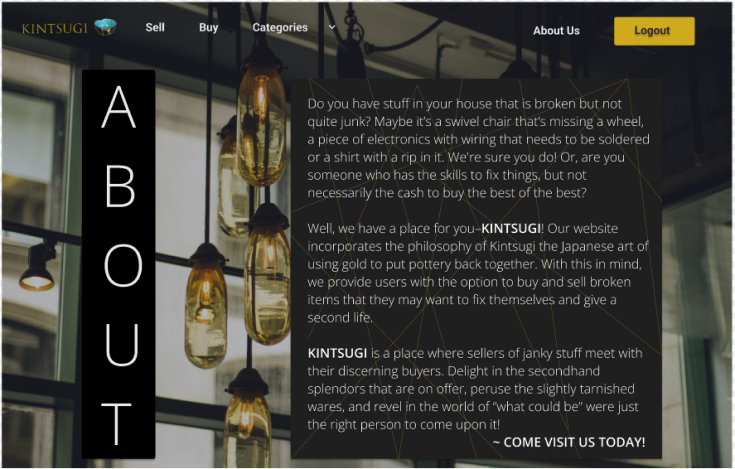 KINTSUGI
Sell
Buy
Categories
About Us
Logout
ABOUT
Do you have stuff in your house that is broken but not
quite junk? Maybe it's a swivel chair that's missing a wheel,
a piece of electronics with wiring that needs to be soldered
or a shirt with a rip in it. We're sure you do! Or, are you
someone who has the skills to fix things, but not
necessarily the cash to buy the best of the best?
Well, we have a place for you–KINTSUGI! Our website
incorporates the philosophy of Kintsugi the Japanese art of
using gold to put pottery back together. With this in mind,
we provide users with the option to buy and sell broken
items that they may want to fix themselves and give a
second life.
KINTSUGI is a place where sellers of janky stuff meet with
their discerning buyers. Delight in the secondhand
splendors that are on offer, peruse the slightly tarnished
wares, and revel in the world of “what could be” were just
the right person to come upon it!
~ COME VISIT US TODAY!